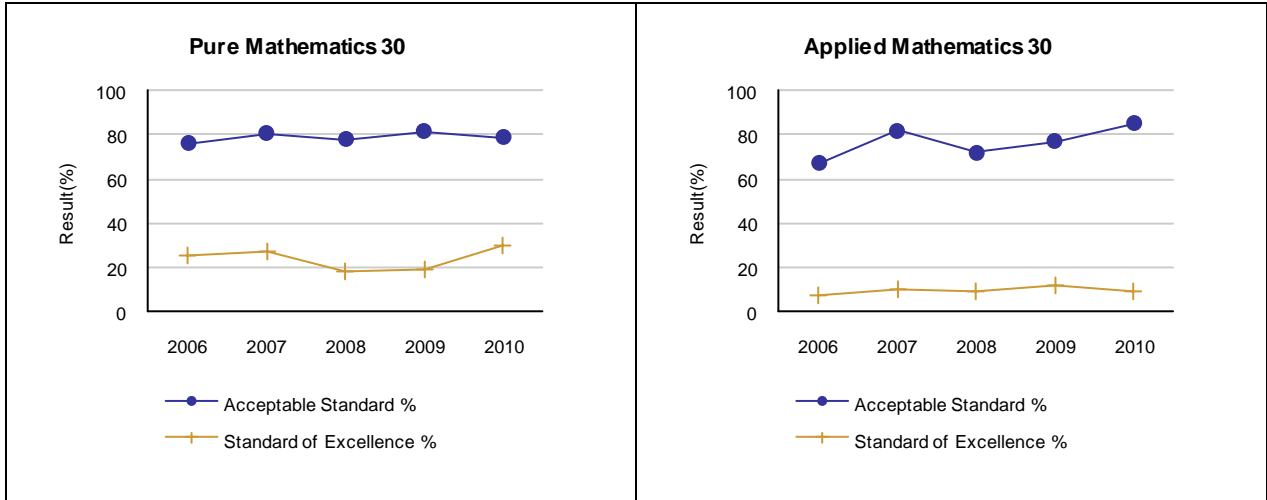 Pure Mathematics 30
100
80
60
40
20
0
Result(%)
2006 2007 2008 2009 2010
Acceptable Standard %
Standard of Excellence %
Applied Mathematics 30
100
80
60
40
20
0
Result(%)
2006 2007 2008 2009 2010
Acceptable Standard %
Standard of Excellence %